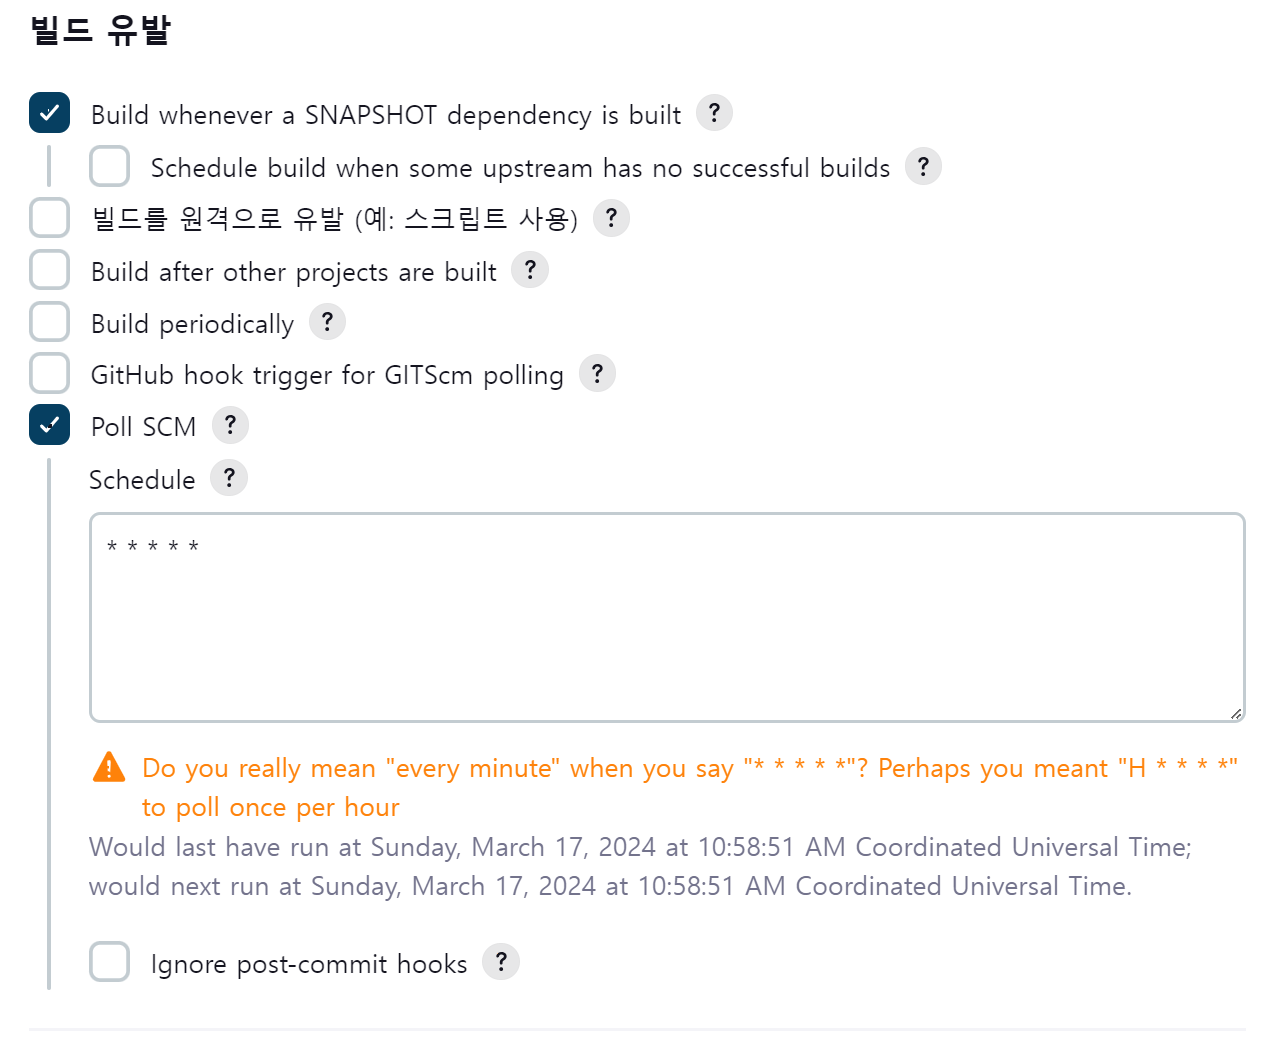 빌드 유발
Build whenever a SNAPSHOT dependency is built ?
Schedule build when some upstream has no successful builds ?
빌드를 원격으로 유발 (예: 스크립트 사용) ?
Build after other projects are built ?
Build periodically ?
GitHub hook trigger for GITScm polling ?
Poll SCM ?
Schedule ?
* * * * *
Do you really mean "every minute" when you say "* * * * *"? Perhaps you meant "H * * * *"
to poll once per hour
Would last have run at Sunday, March 17, 2024 at 10:58:51 AM Coordinated Universal Time;
would next run at Sunday, March 17, 2024 at 10:58:51 AM Coordinated Universal Time.
Ignore post-commit hooks ?